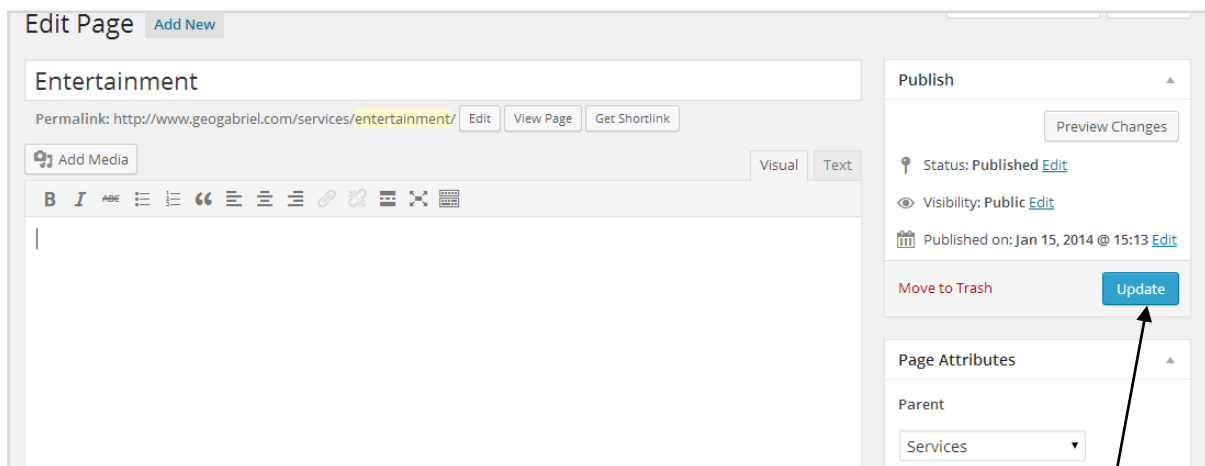 Edit Page Add New
Entertainment
Permalink: http://www.geogabriel.com/services/entertainment/ Edit View Page Get Shortlink
Add Media
Visual Text
B I ABC
Publish
Preview Changes
Status: Published Edit
Visibility: Public Edit
Published on: Jan 15, 2014 @ 15:13 Edit
Move to Trash Update
Page Attributes
Parent
Services